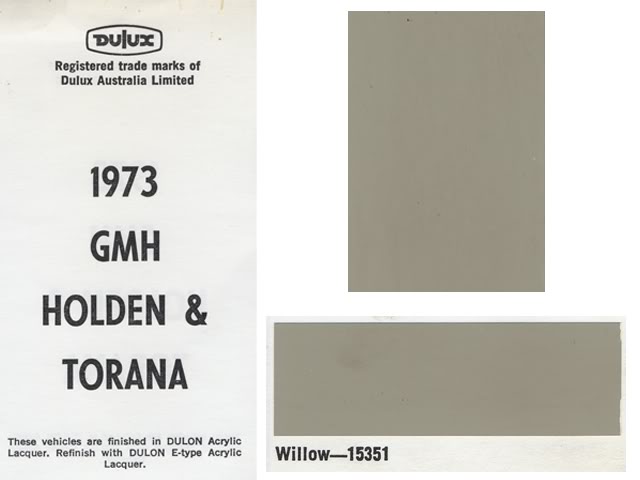 DULUX
Registered trade marks of
Dulux Australia Limited
1973
GMH
HOLDEN &
TORANA
These vehicles are finished in DULON Acrylic
Lacquer. Refinish with DULON E-type Acrylic
Lacquer.
Willow—15351